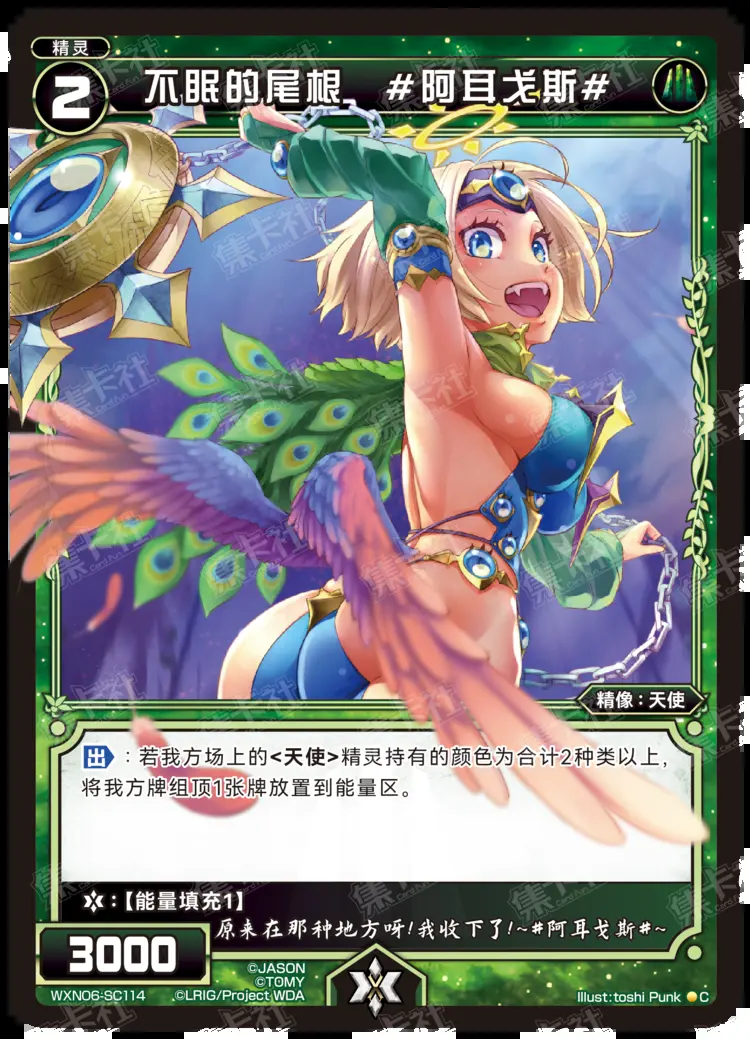 精灵
2
不眠的尾根 #阿耳戈斯#
精像：天使
出：若我方场上的<天使>精灵持有的颜色为合计2种类以上，
将我方牌组顶1张牌放置到能量区。
：【能量填充1】
原来在那种地方呀！我收下了！~#阿耳戈斯#~
3000
©JASON
©TOMY
WXN06-SC114 ©LRIG/Project WDA
Illust:toshi Punk C
集卡社